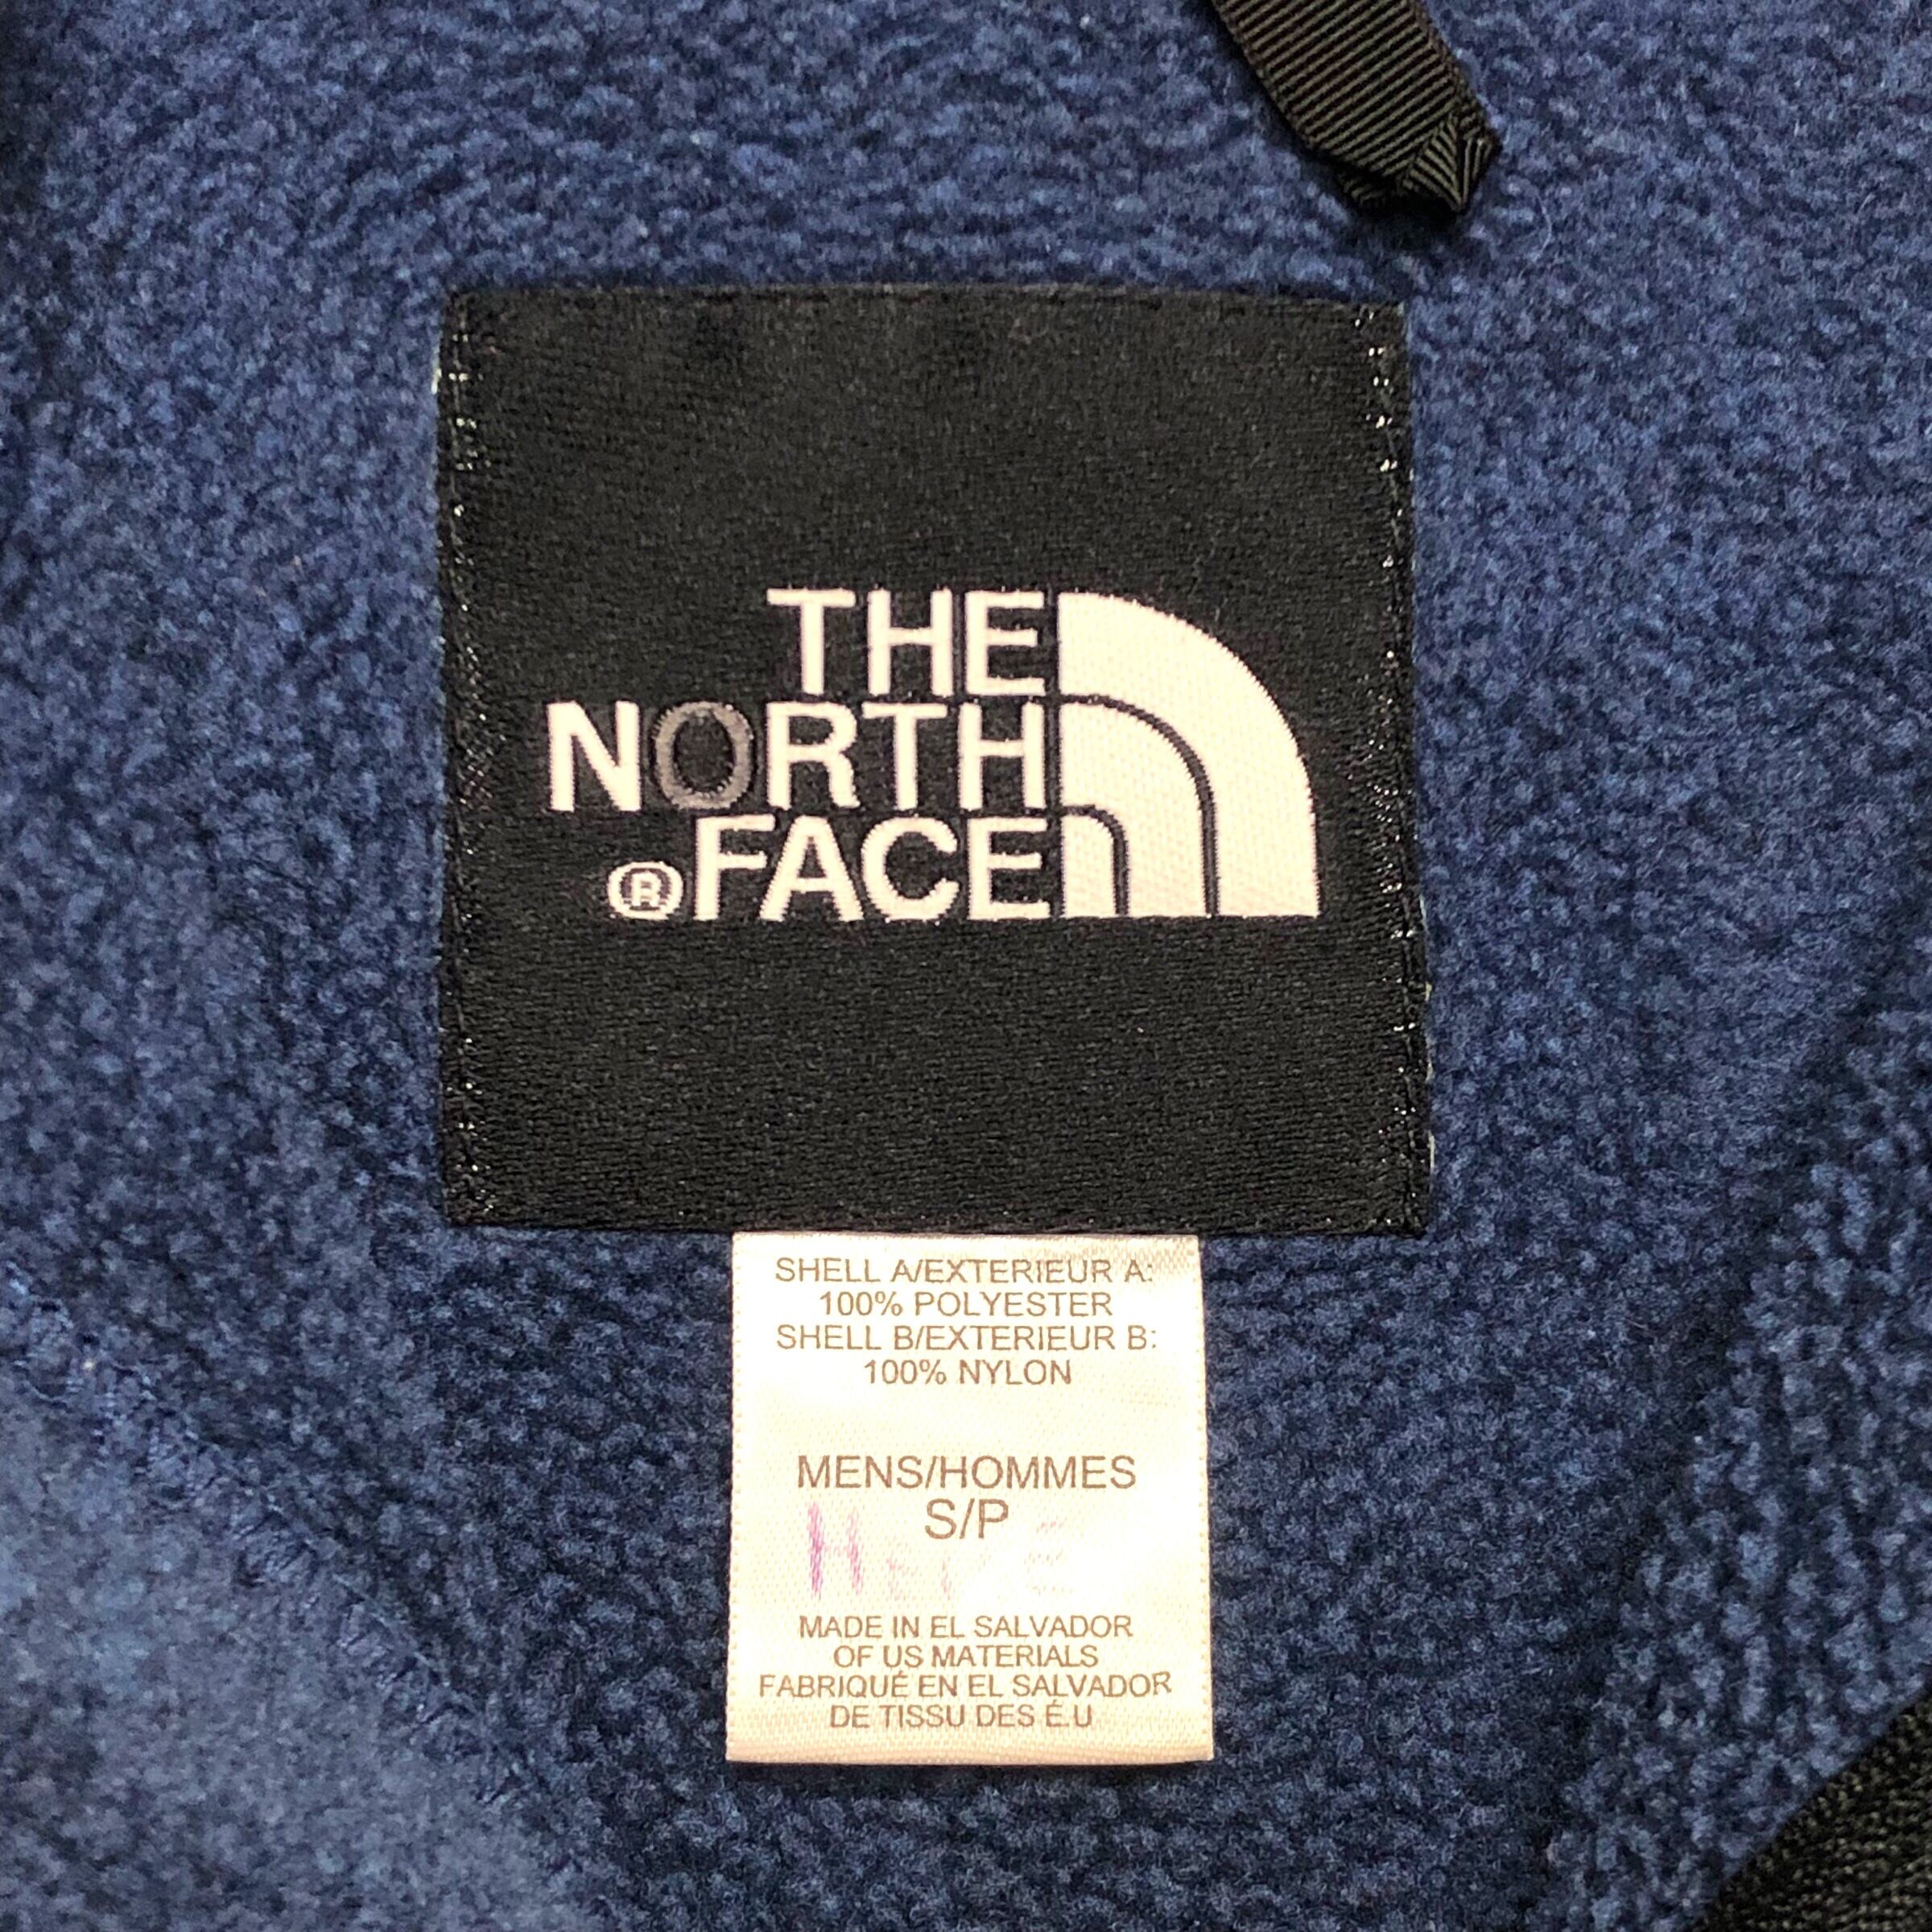 THE
NORTH
®FACE
SHELL A/EXTERIEUR A:
100% POLYESTER
SHELL B/EXTERIEUR B:
100% NYLON
MENS/HOMMES
S/P
MADE IN EL SALVADOR
OF US MATERIALS
FABRIQUÉ EN EL SALVADOR
DE TISSU DES É.U